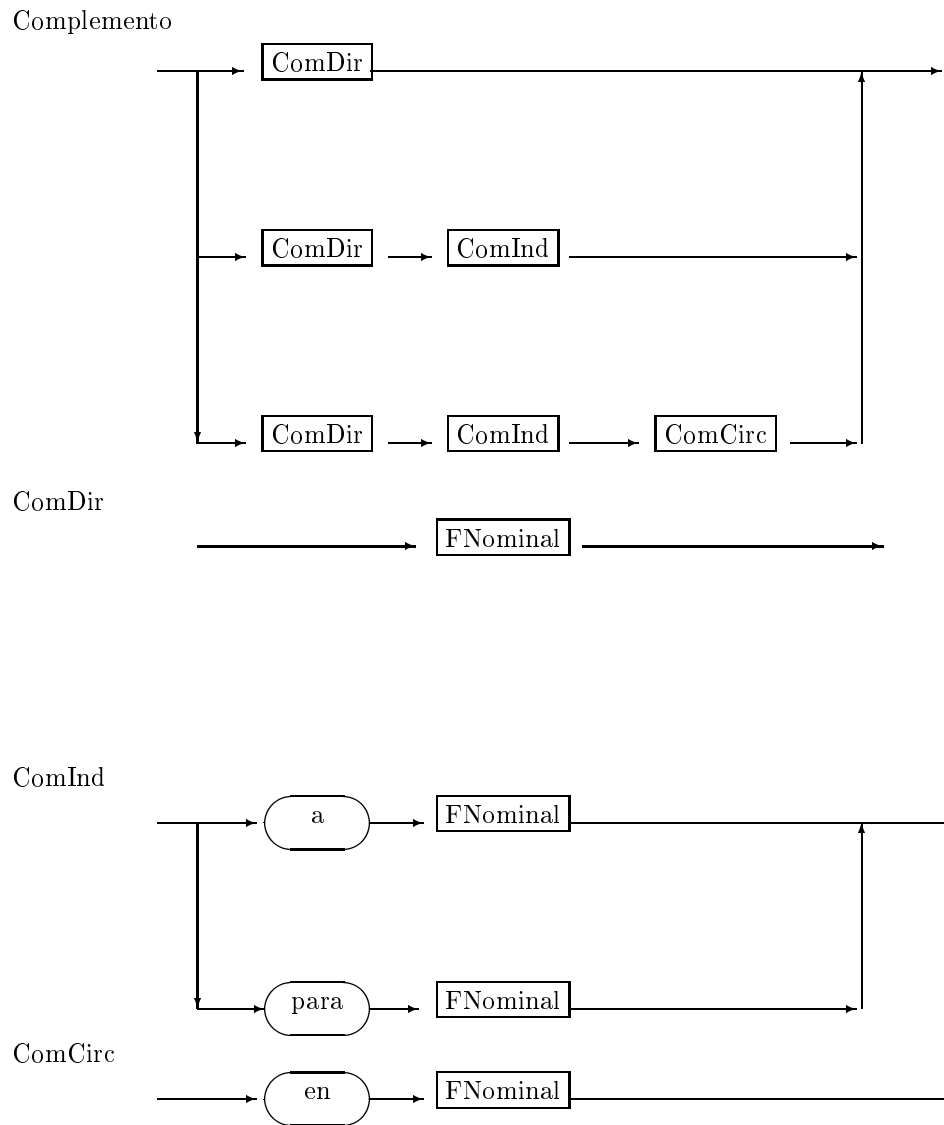 Complemento
ComDir
ComDir ComInd
ComDir ComInd ComCirc
ComDir
FNominal
ComInd
a FNominal
para FNominal
ComCirc
en FNominal